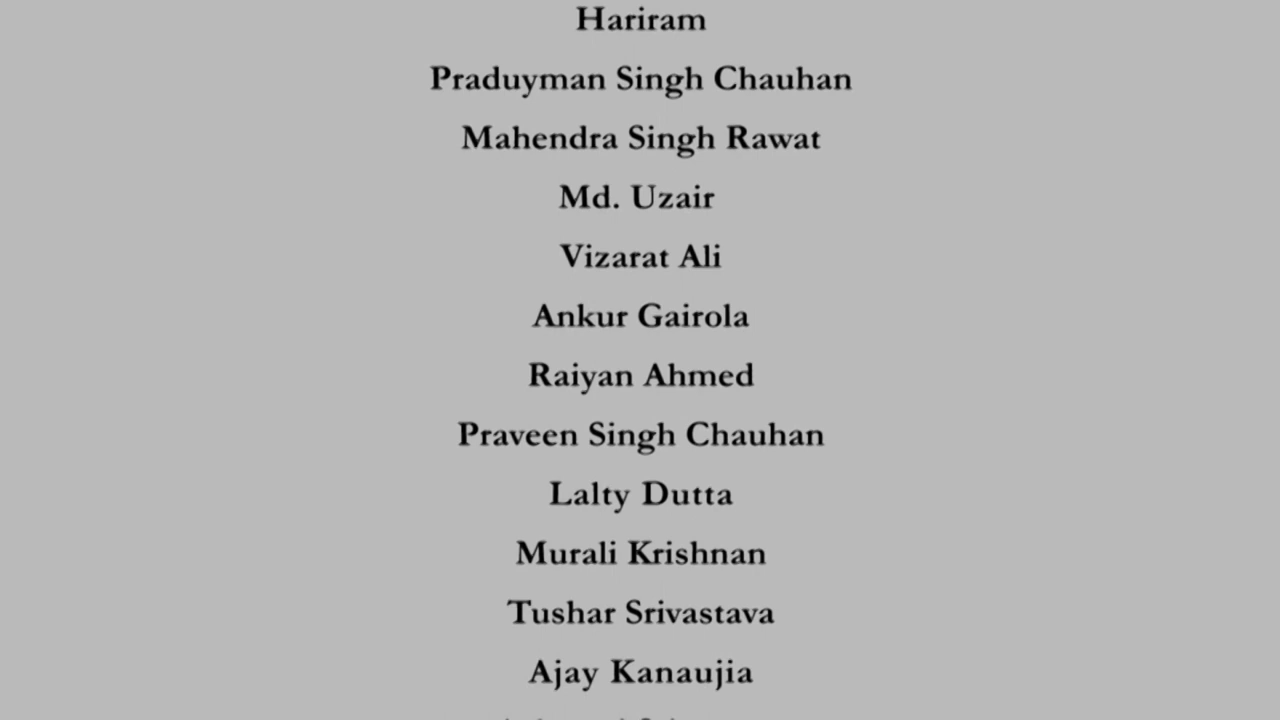 Hariram
Praduyman Singh Chauhan
Mahendra Singh Rawat
Md. Uzair
Vizarat Ali
Ankur Gairola
Raiyan Ahmed
Praveen Singh Chauhan
Lalty Dutta
Murali Krishnan
Tushar Srivastava
Ajay Kanaujia